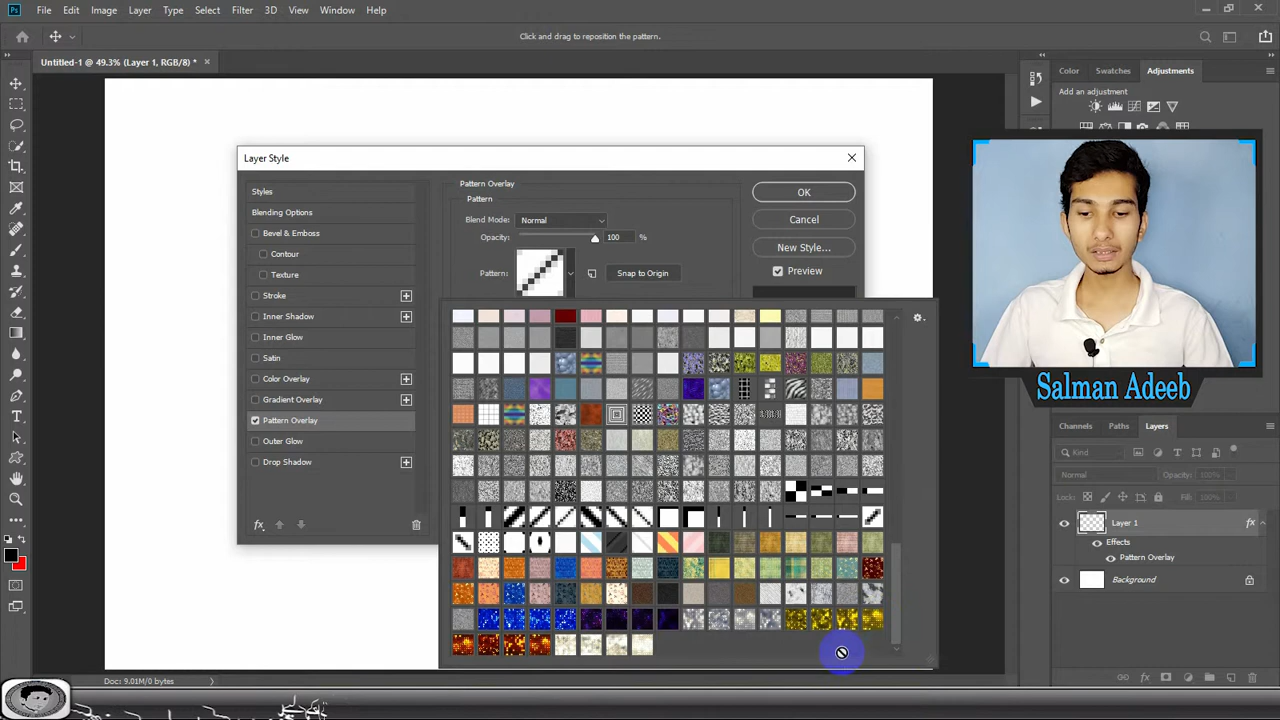 Ps File Edit Image Layer Type Select Filter 3D View Window Help
Click and drag to reposition the pattern.
Untitled-1 @ 49.3% (Layer 1, RGB/8) * ×
Color Swatches Adjustments
Add an adjustment
Layer Style
Styles
Blending Options
Bevel & Emboss
Contour
Texture
Stroke
Inner Shadow
Inner Glow
Satin
Color Overlay
Gradient Overlay
Pattern Overlay
Outer Glow
Drop Shadow
fx
Pattern Overlay
Pattern
Blend Mode: Normal
Opacity: 100 %
Pattern: Snap to Origin
OK
Cancel
New Style...
Preview
Salman Adeeb
Channels Paths Layers
Kind
Normal Opacity: 100%
Lock: Fill: 100%
Layer 1 fx
Effects
Pattern Overlay
Background
Doc: 9.01M/0 bytes